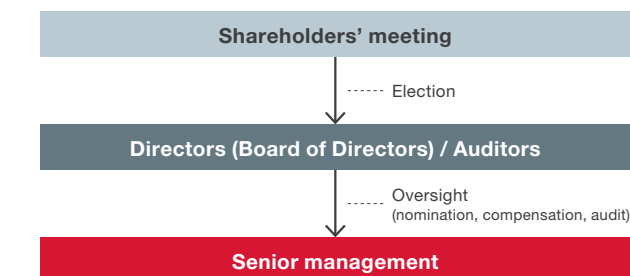 Shareholders’ meeting
Election
Directors (Board of Directors) / Auditors
Oversight
(nomination, compensation, audit)
Senior management